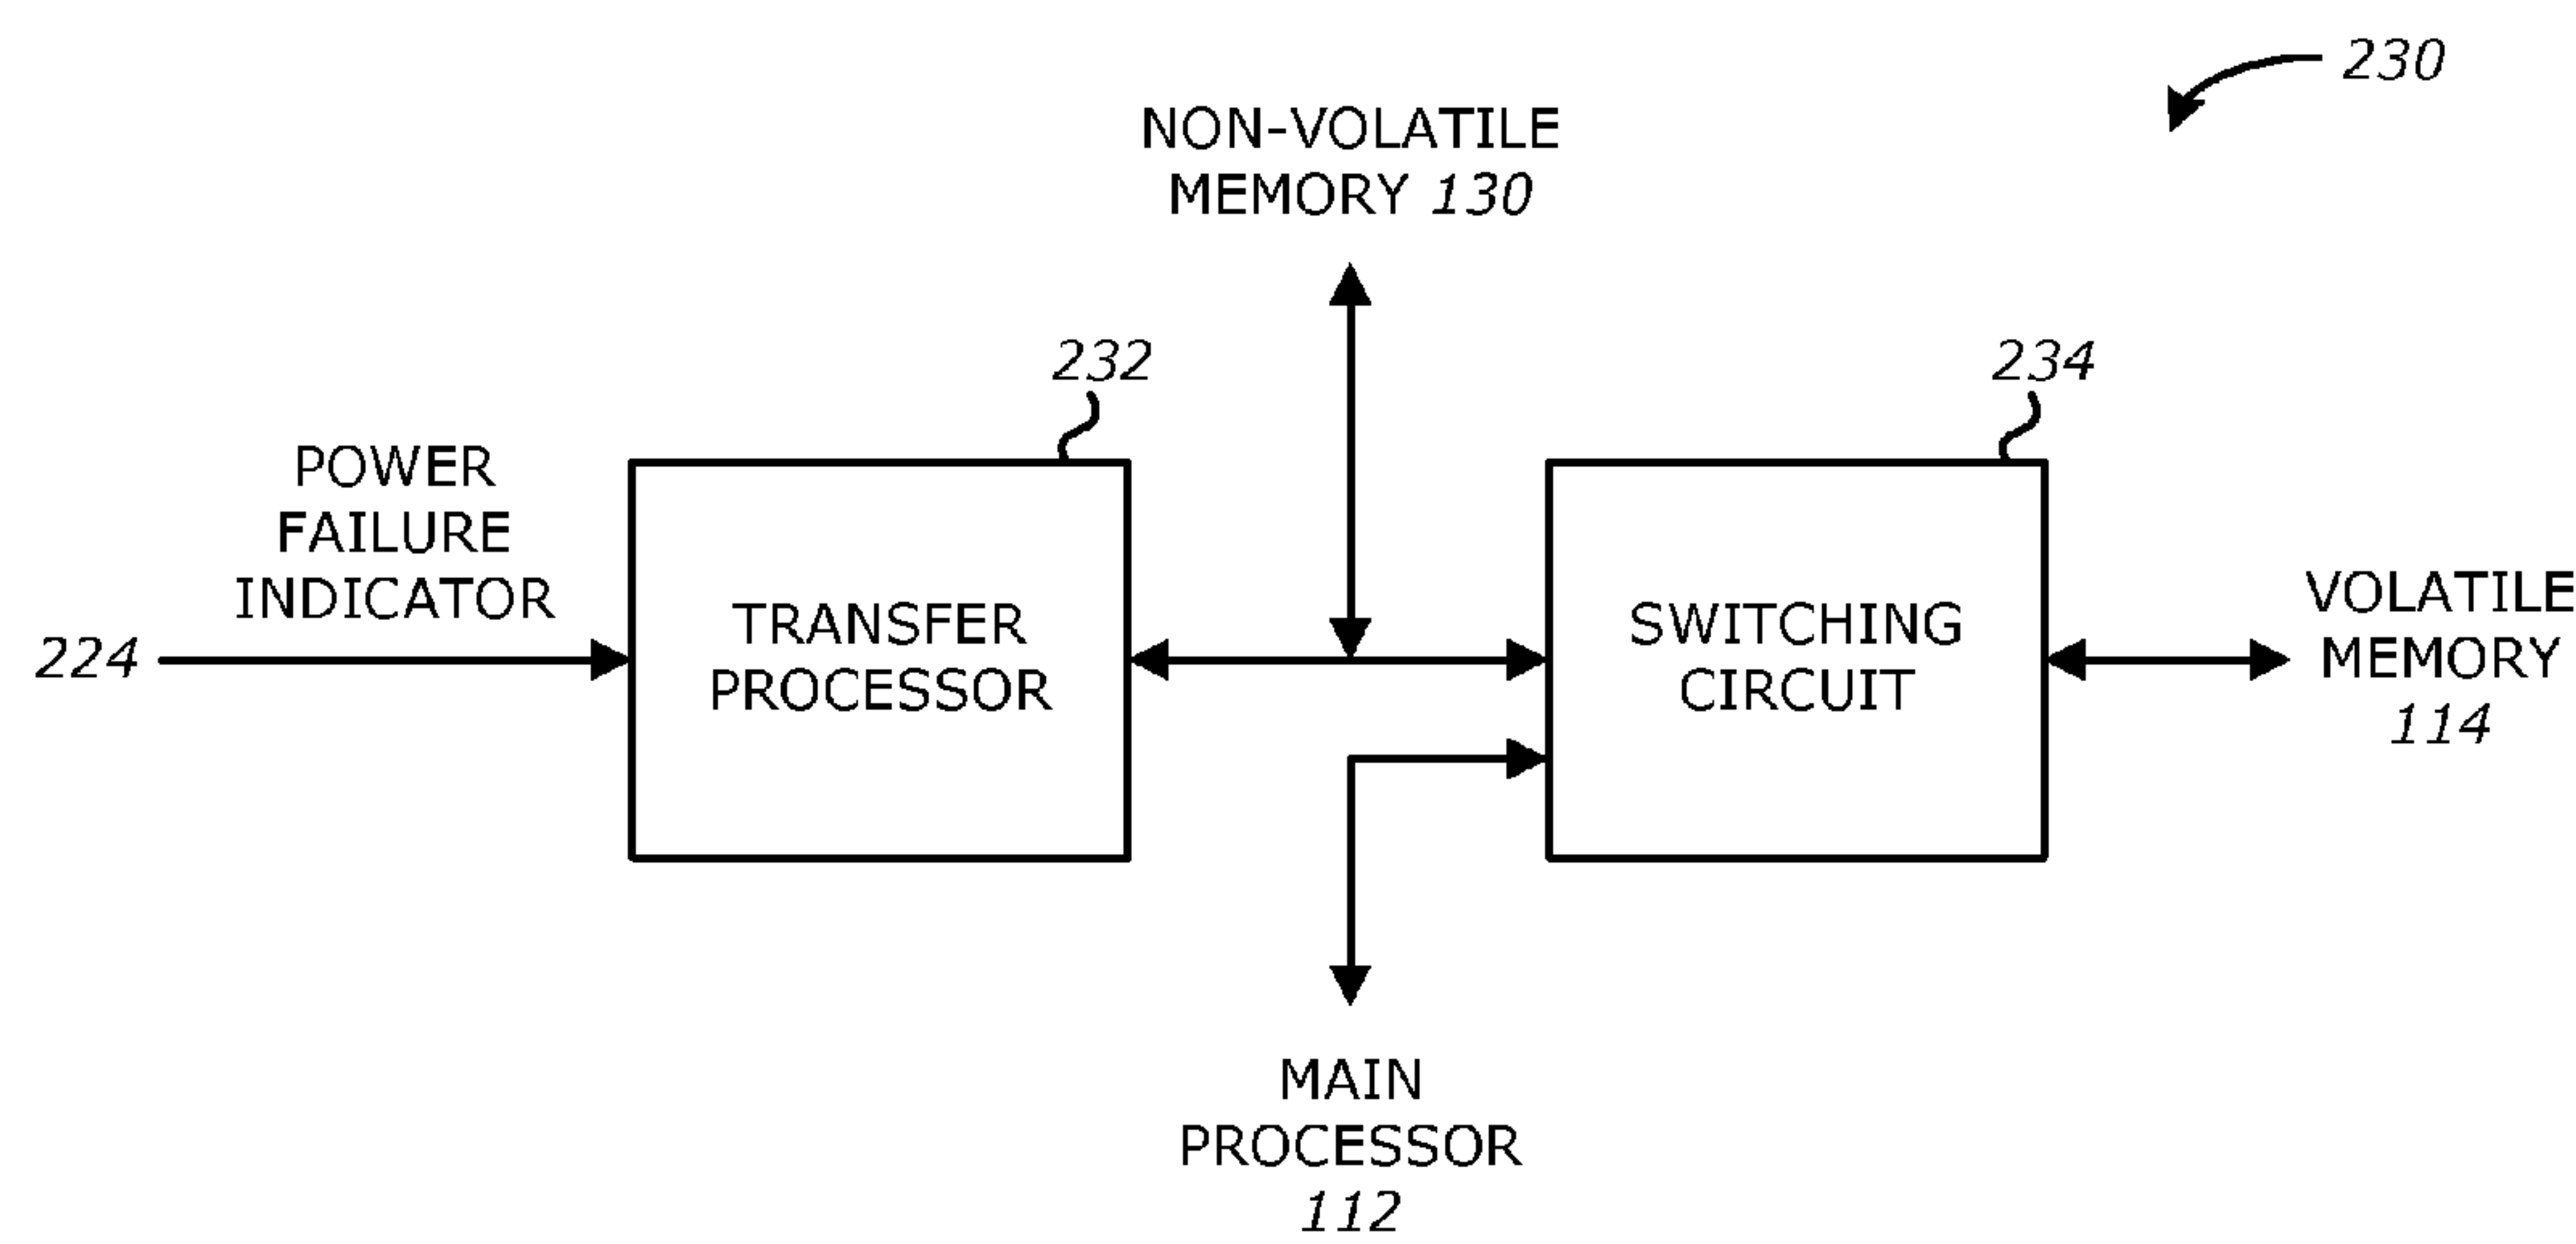 230
NON-VOLATILE
MEMORY 130
232
234
POWER
FAILURE
INDICATOR
224
TRANSFER
PROCESSOR
SWITCHING
CIRCUIT
VOLATILE
MEMORY
114
MAIN
PROCESSOR
112